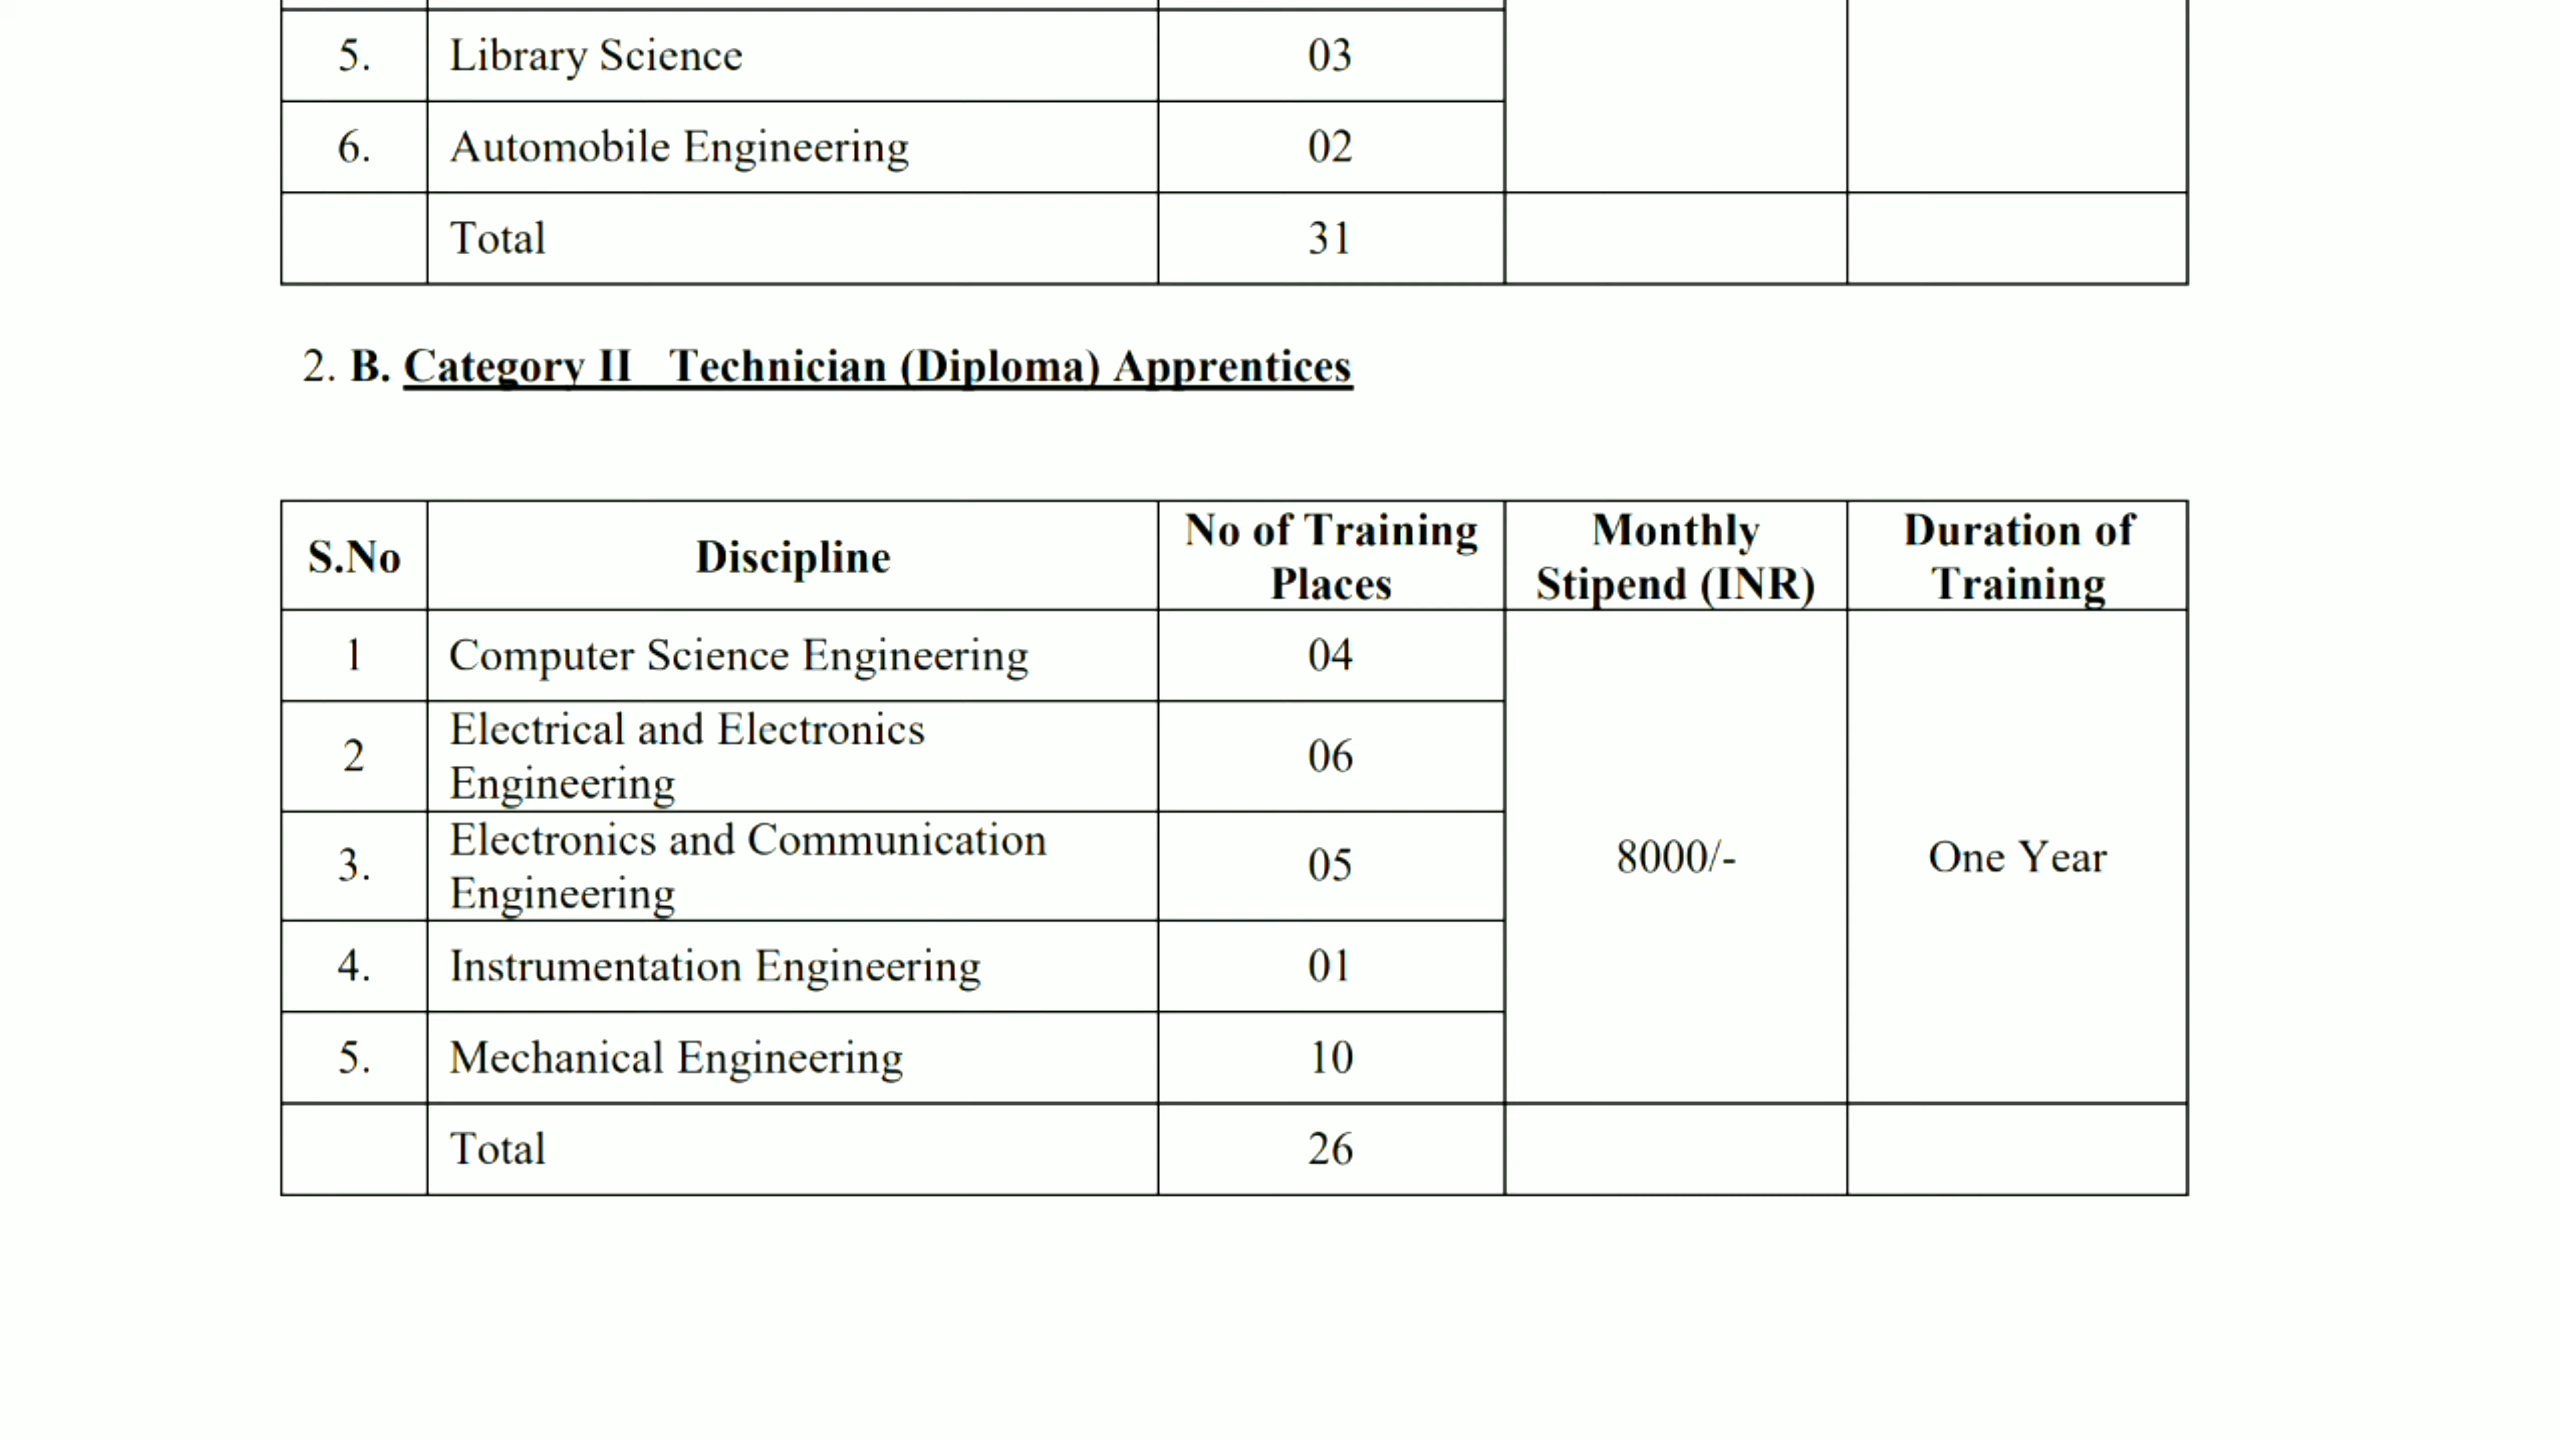 5. Library Science 03
6. Automobile Engineering 02
Total 31
2. B. Category II Technician (Diploma) Apprentices
S.No Discipline No of Training Places Monthly Stipend (INR) Duration of Training
1 Computer Science Engineering 04
2 Electrical and Electronics Engineering 06
3. Electronics and Communication Engineering 05
8000/- One Year
4. Instrumentation Engineering 01
5. Mechanical Engineering 10
Total 26